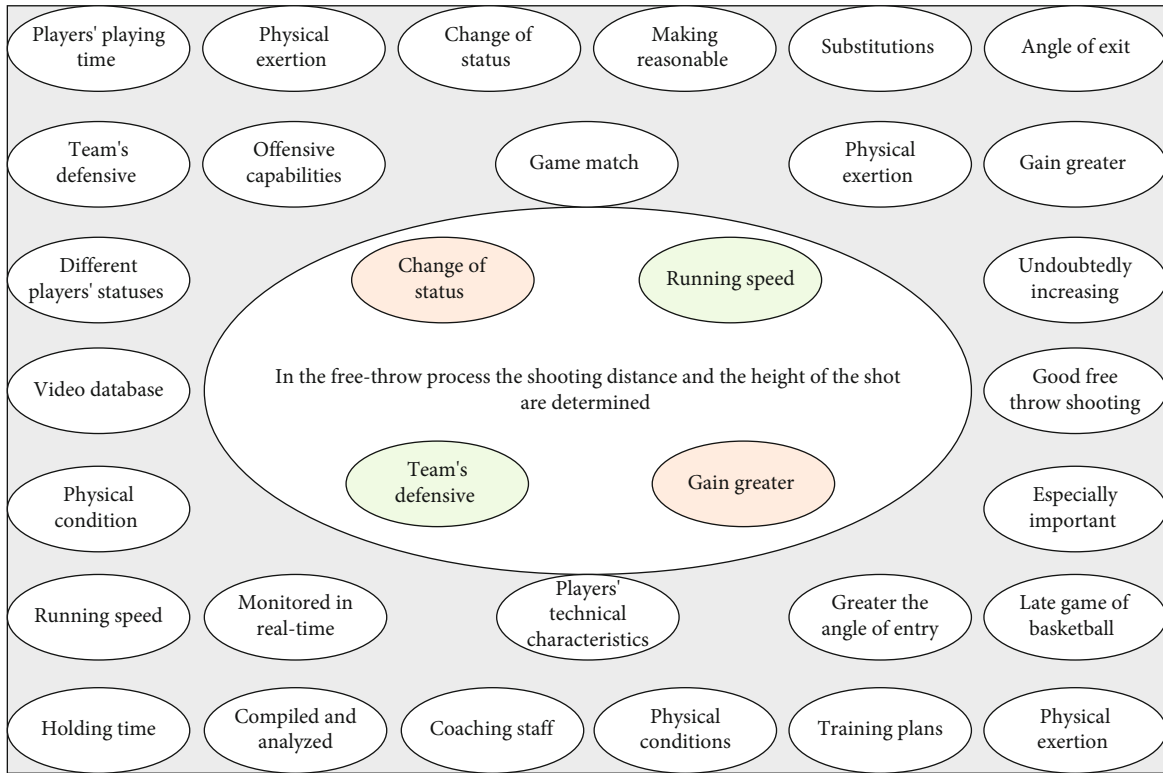 Players' playing
time
Physical
exertion
Change of
status
Making
reasonable
Substitutions
Angle of exit
Team's
defensive
Offensive
capabilities
Game match
Physical
exertion
Gain greater
Different
players' statuses
Change of
status
Running speed
Undoubtedly
increasing
Video database
In the free-throw process the shooting distance and the height of the shot
are determined
Good free
throw shooting
Physical
condition
Team's
defensive
Gain greater
Especially
important
Running speed
Monitored in
real-time
Players'
technical
characteristics
Greater the
angle of entry
Late game of
basketball
Holding time
Compiled and
analyzed
Coaching staff
Physical
conditions
Training plans
Physical
exertion